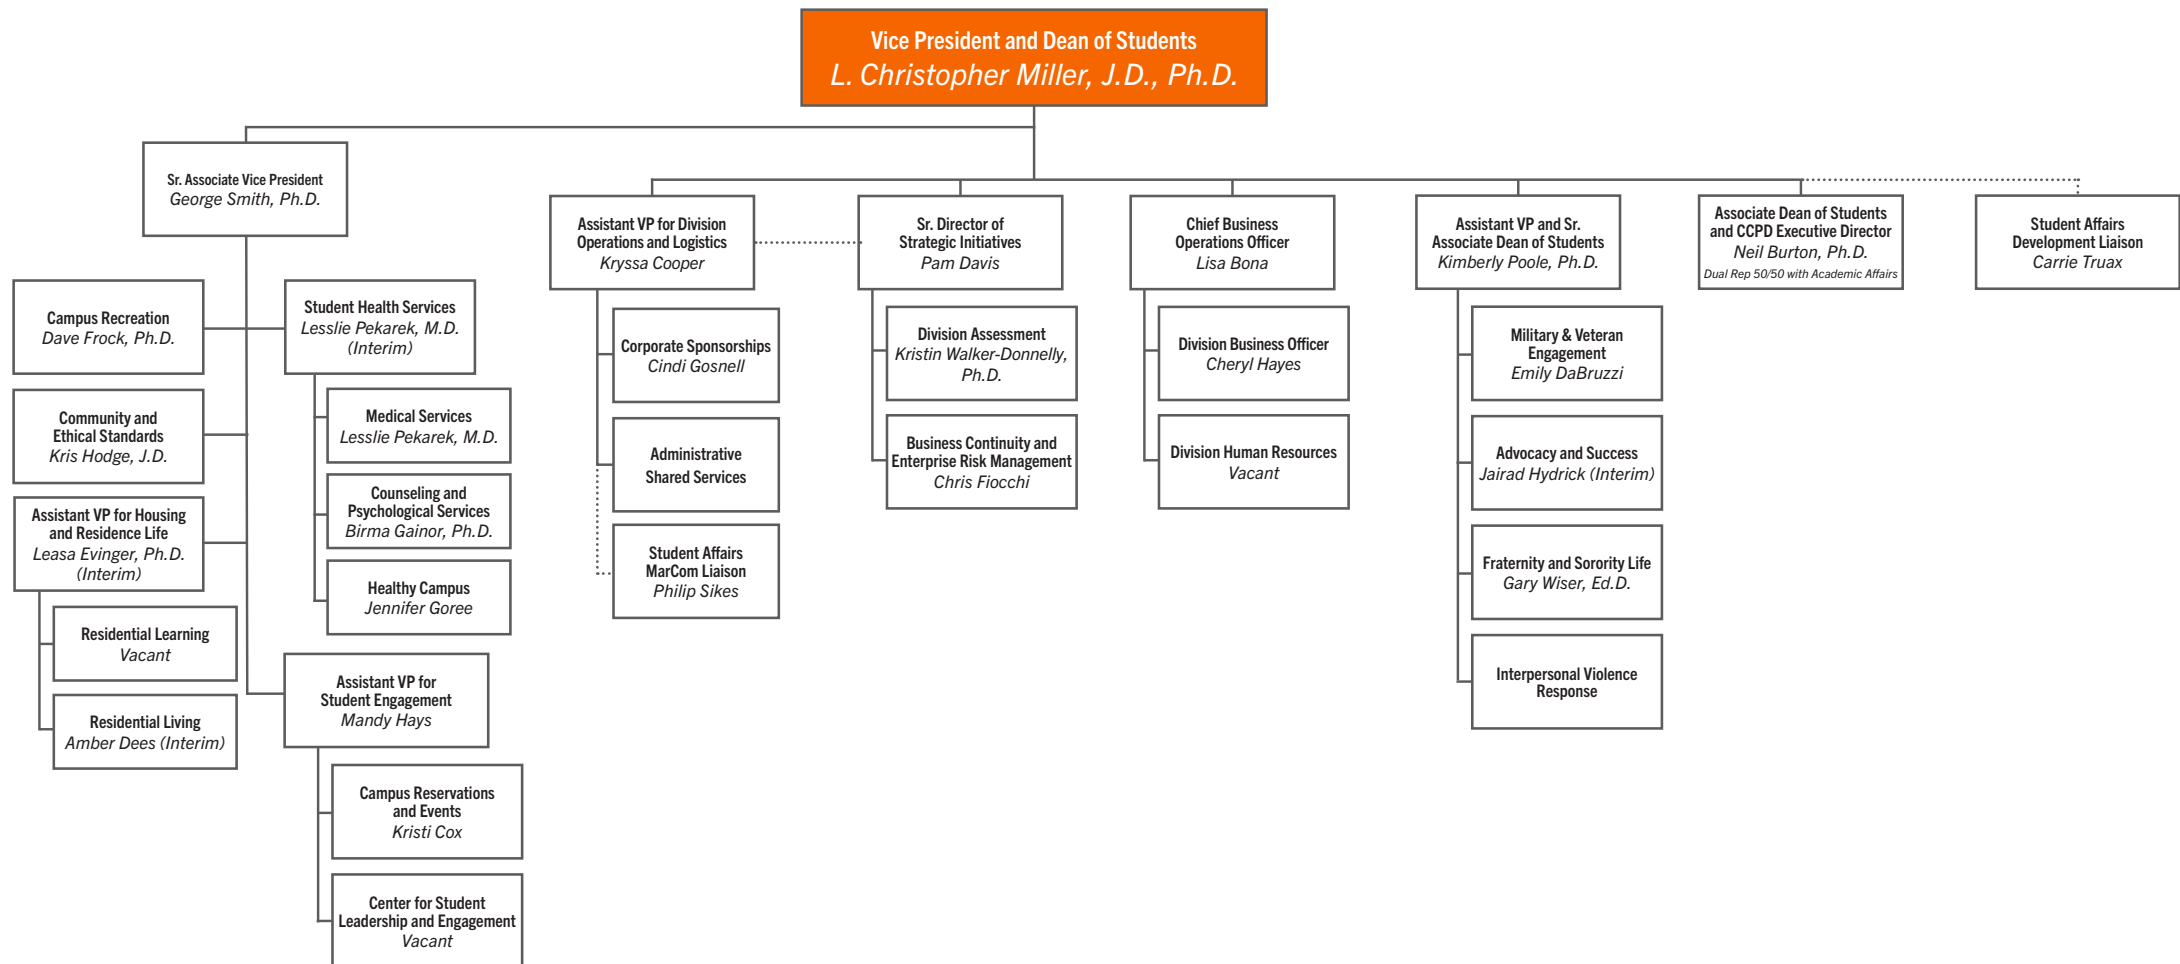 Vice President and Dean of Students
L. Christopher Miller, J.D., Ph.D.
Sr. Associate Vice President
George Smith, Ph.D.
Campus Recreation
Dave Frock, Ph.D.
Community and
Ethical Standards
Kris Hodge, J.D.
Assistant VP for Housing
and Residence Life
Leasa Evinger, Ph.D.
(Interim)
Residential Learning
Vacant
Residential Living
Amber Dees (Interim)
Student Health Services
Lesslie Pekarek, M.D.
(Interim)
Medical Services
Lesslie Pekarek, M.D.
Counseling and
Psychological Services
Birma Gainor, Ph.D.
Healthy Campus
Jennifer Goree
Assistant VP for
Student Engagement
Mandy Hays
Campus Reservations
and Events
Kristi Cox
Center for Student
Leadership and Engagement
Vacant
Assistant VP for Division
Operations and Logistics
Kryssa Cooper
Corporate Sponsorships
Cindi Gosnell
Administrative
Shared Services
Student Affairs
MarCom Liaison
Philip Sikes
Sr. Director of
Strategic Initiatives
Pam Davis
Division Assessment
Kristin Walker-Donnelly,
Ph.D.
Business Continuity and
Enterprise Risk Management
Chris Fiocchi
Chief Business
Operations Officer
Lisa Bona
Division Business Officer
Cheryl Hayes
Division Human Resources
Vacant
Assistant VP and Sr.
Associate Dean of Students
Kimberly Poole, Ph.D.
Military & Veteran
Engagement
Emily DaBruzzi
Advocacy and Success
Jairad Hydrick (Interim)
Fraternity and Sorority Life
Gary Wiser, Ed.D.
Interpersonal Violence
Response
Associate Dean of Students
and CCPD Executive Director
Neil Burton, Ph.D.
Dual Rep 50/50 with Academic Affairs
Student Affairs
Development Liaison
Carrie Truax